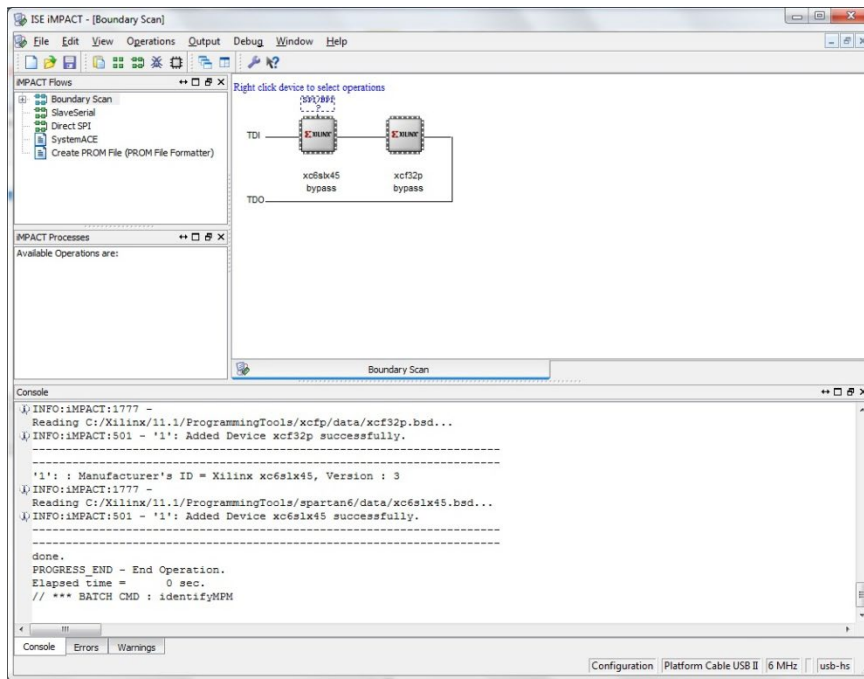 ISE iMPACT - [Boundary Scan]
File Edit View Operations Output Debug Window Help
iMPACT Flows
Boundary Scan
SlaveSerial
Direct SPI
SystemACE
Create PROM File (PROM File Formatter)
Right click device to select operations
SPI/BPI
?
TDI
XILINX XILINX
xc6slx45 xcf32p
bypass bypass
TDO
iMPACT Processes
Available Operations are:
Boundary Scan
Console
INFO:iMPACT:1777 -
Reading C:/Xilinx/11.1/ProgrammingTools/xcfp/data/xcf32p.bsd...
INFO:iMPACT:501 - '1': Added Device xcf32p successfully.
----------------------------------------------------------------------
----------------------------------------------------------------------
'1': : Manufacturer's ID = Xilinx xc6slx45, Version : 3
INFO:iMPACT:1777 -
Reading C:/Xilinx/11.1/ProgrammingTools/spartan6/data/xc6slx45.bsd...
INFO:iMPACT:501 - '1': Added Device xc6slx45 successfully.
----------------------------------------------------------------------
----------------------------------------------------------------------
done.
PROGRESS_END - End Operation.
Elapsed time = 0 sec.
// *** BATCH CMD : identifyMPM
Console Errors Warnings
Configuration Platform Cable USB II 6 MHz usb-hs